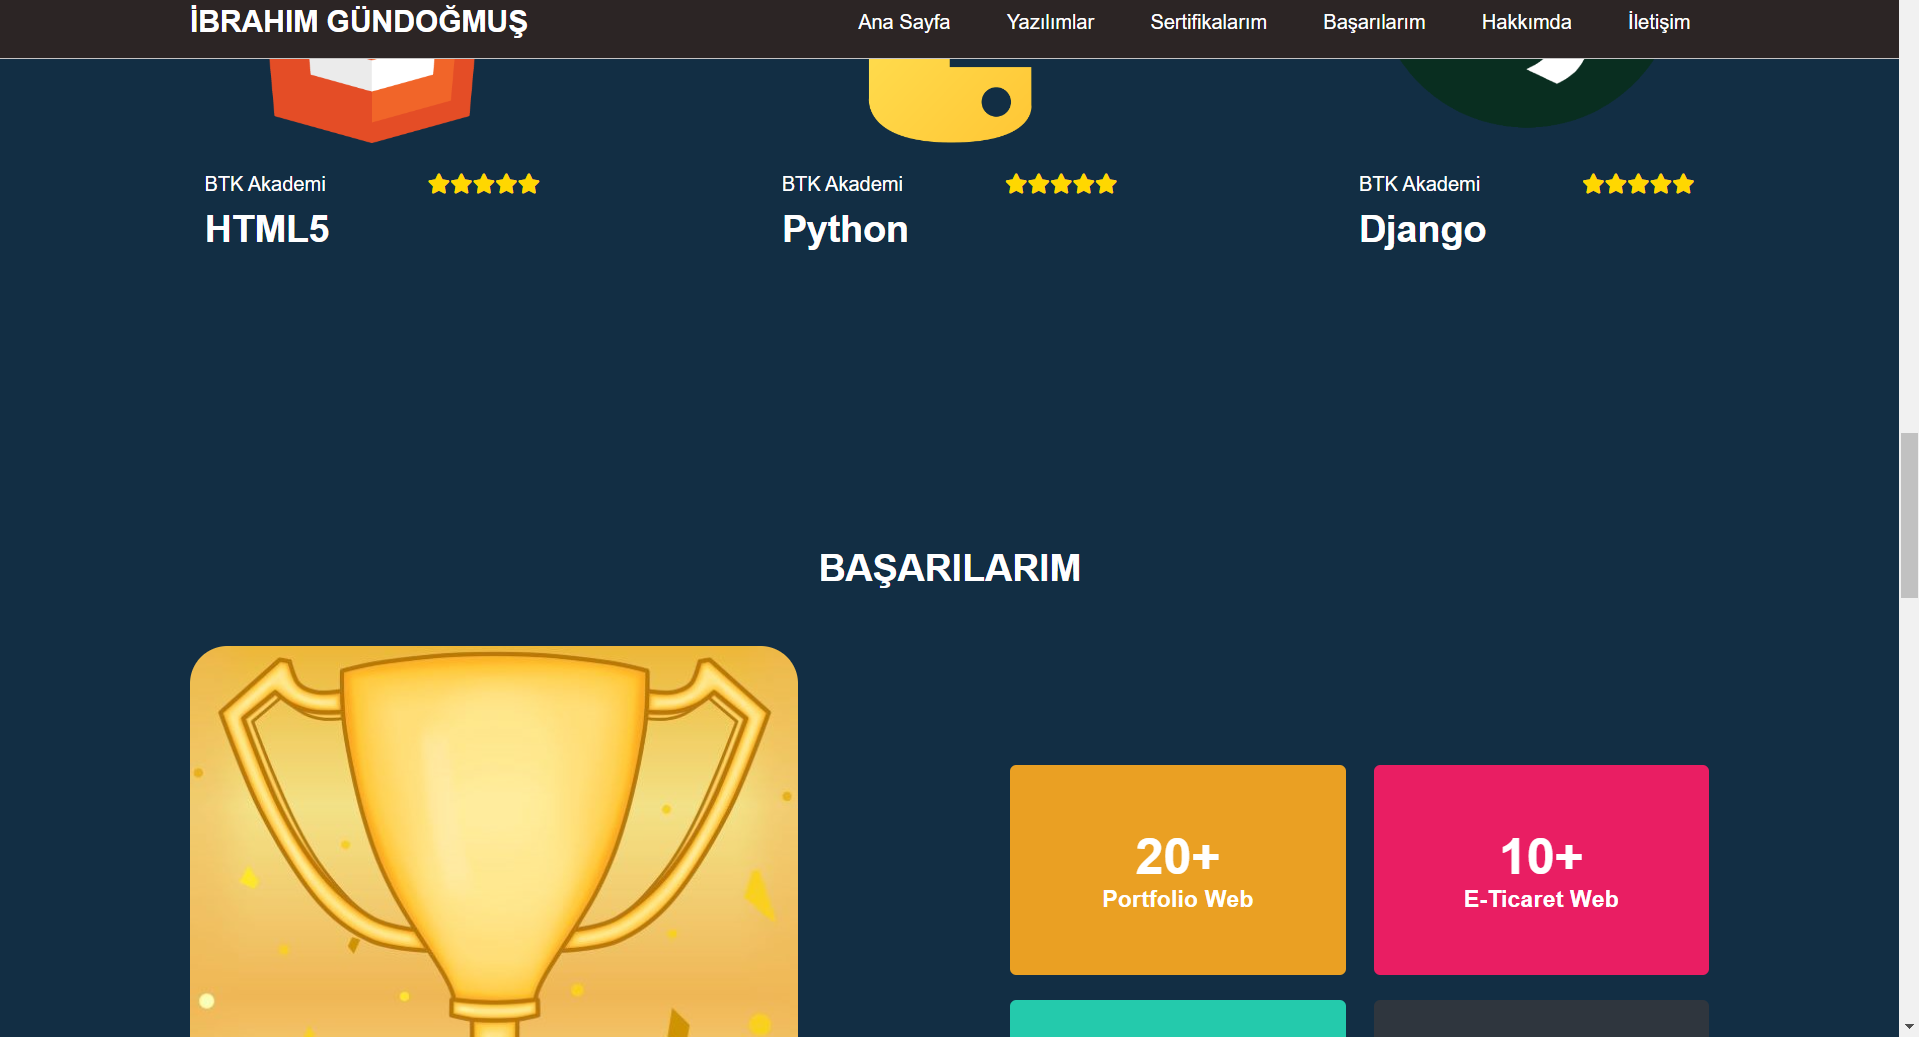 İBRAHIM GÜNDOĞMUŞ
Ana Sayfa Yazılımlar Sertifikalarım Başarılarım Hakkımda İletişim
BTK Akademi
HTML5
BTK Akademi
Python
BTK Akademi
Django
BAŞARILARIM
20+
Portfolio Web
10+
E-Ticaret Web